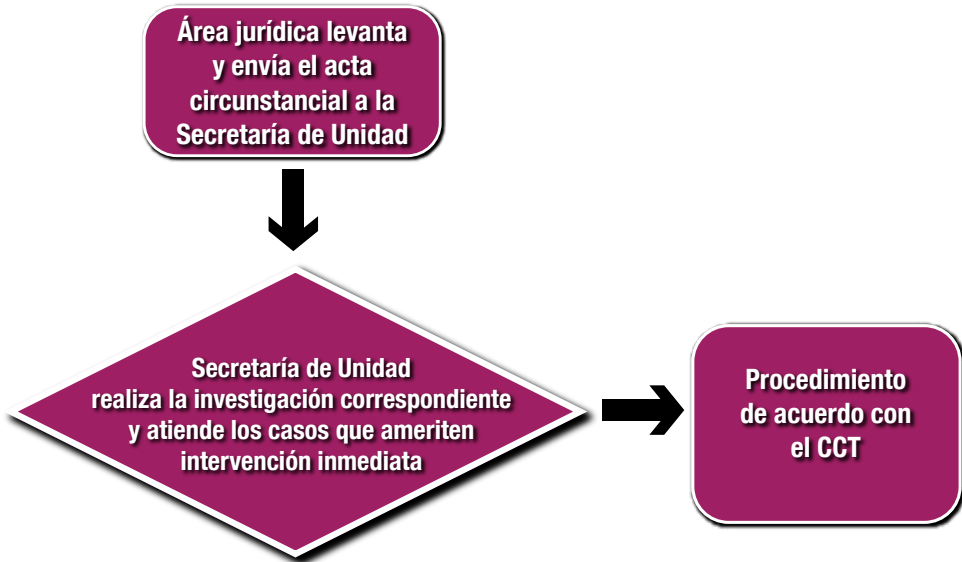 Área jurídica levanta
y envía el acta
circunstancial a la
Secretaría de Unidad
Secretaría de Unidad
realiza la investigación correspondiente
y atiende los casos que ameriten
intervención inmediata
Procedimiento
de acuerdo con
el CCT